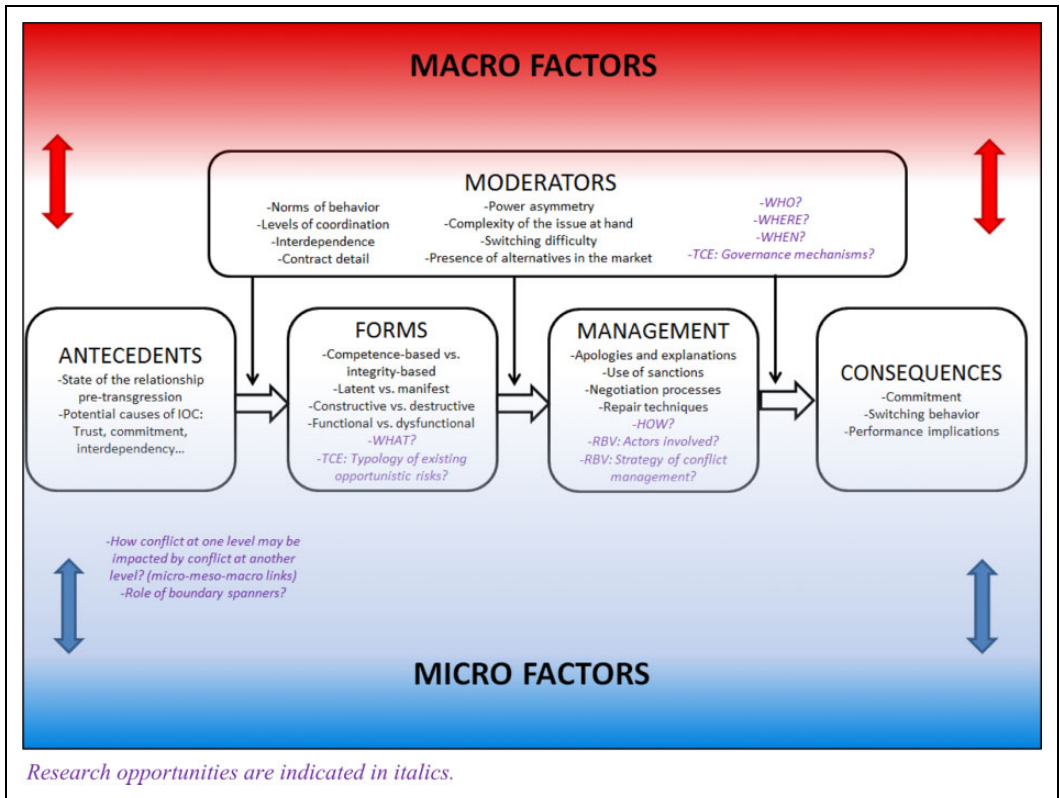 MACRO FACTORS
MODERATORS
-Norms of behavior
-Levels of coordination
-Interdependence
-Contract detail
-Power asymmetry
-Complexity of the issue at hand
-Switching difficulty
-Presence of alternatives in the market
-WHO?
-WHERE?
-WHEN?
-TCE: Governance mechanisms?
ANTECEDENTS
-State of the relationship
pre-transgression
-Potential causes of IOC:
Trust, commitment,
interdependency...
FORMS
-Competence-based vs.
integrity-based
-Latent vs. manifest
-Constructive vs. destructive
-Functional vs. dysfunctional
-WHAT?
-TCE: Typology of existing
opportunistic risks?
MANAGEMENT
-Apologies and explanations
-Use of sanctions
-Negotiation processes
-Repair techniques
-HOW?
-RBV: Actors involved?
-RBV: Strategy of conflict
management?
CONSEQUENCES
-Commitment
-Switching behavior
-Performance implications
-How conflict at one level may be
impacted by conflict at another
level? (micro-meso-macro links)
-Role of boundary spanners?
MICRO FACTORS
Research opportunities are indicated in italics.